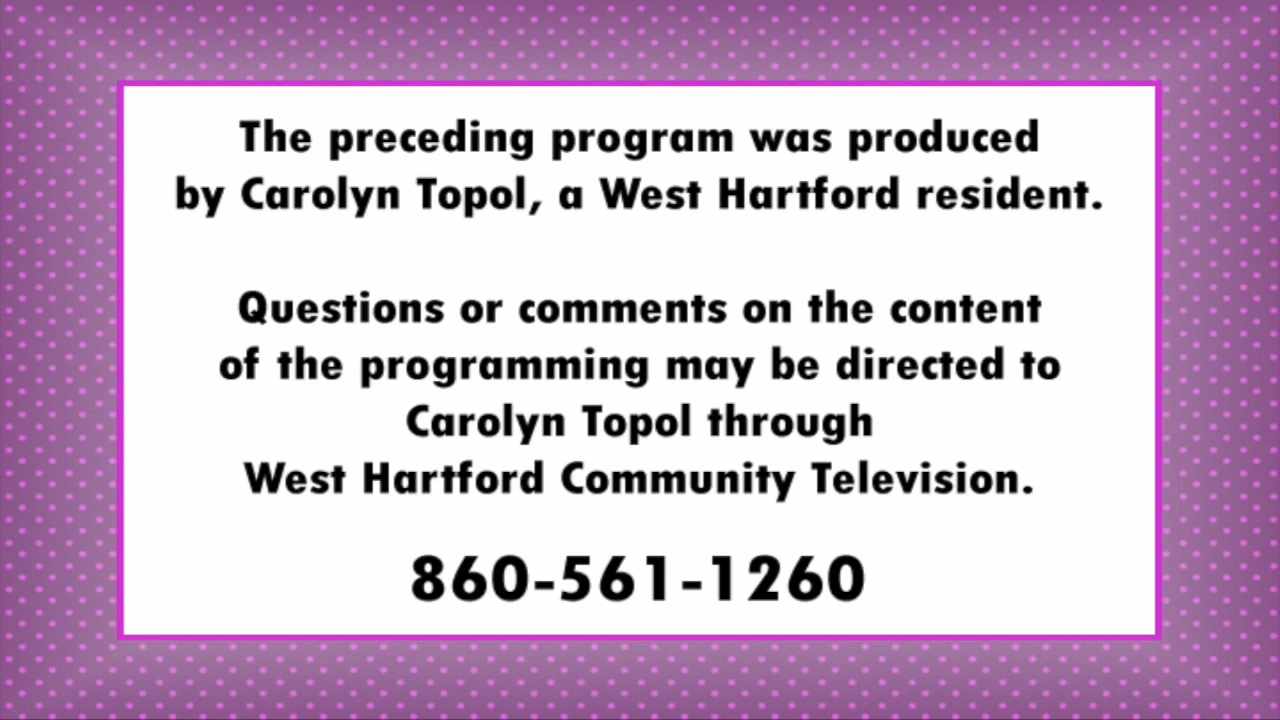 The preceding program was produced
by Carolyn Topol, a West Hartford resident.
Questions or comments on the content
of the programming may be directed to
Carolyn Topol through
West Hartford Community Television.
860-561-1260